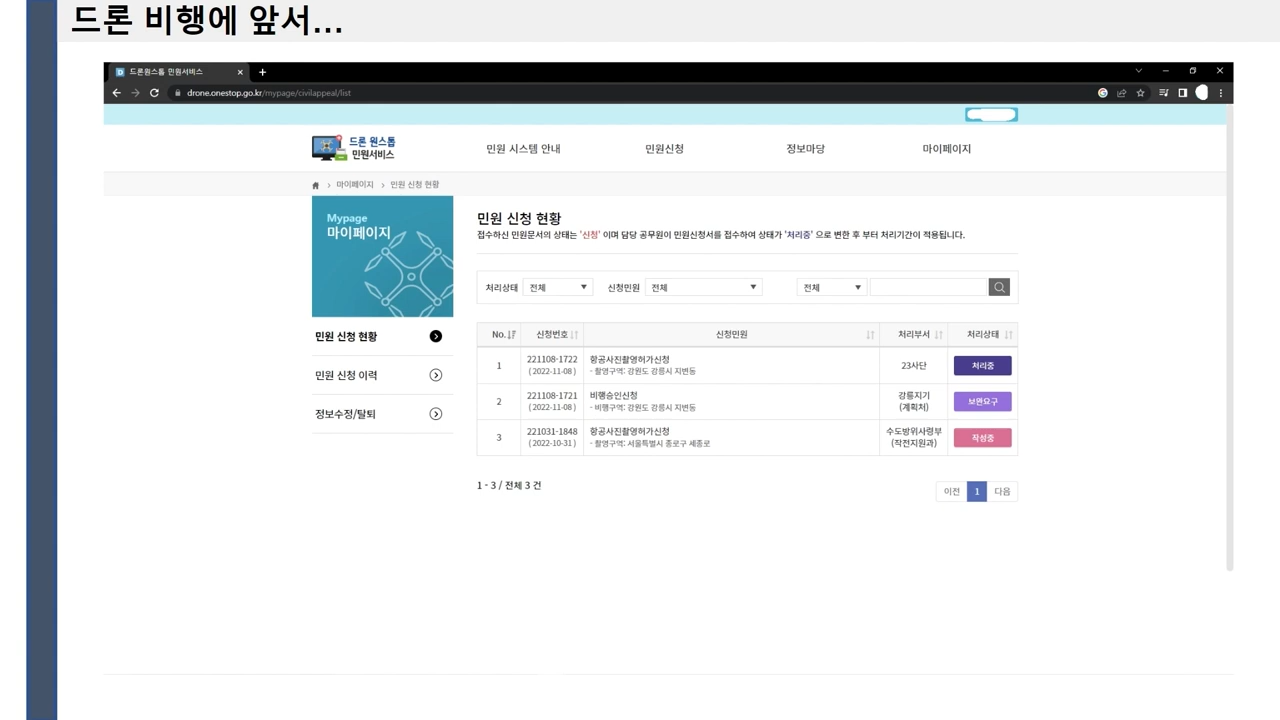 드론 비행에 앞서...
드론원스톱 민원서비스
drone.onestop.go.kr/mypage/civilappeal/list
드론 원스톱
민원서비스
민원 시스템 안내
민원신청
정보마당
마이페이지
마이페이지 > 민원 신청 현황
Mypage
마이페이지
민원 신청 현황
민원 신청 이력
정보수정/탈퇴
민원 신청 현황
접수하신 민원문서의 상태는 '신청' 이며 담당 공무원이 민원신청서를 접수하여 상태가 '처리중' 으로 변한 후 부터 처리기간이 적용됩니다.
처리상태 전체 신청민원 전체 전체
No. 신청번호 신청민원 처리부서 처리상태
1 221108-1722 항공사진촬영허가신청 23사단 처리중
( 2022-11-08 ) - 촬영구역: 강원도 강릉시 지변동
2 221108-1721 비행승인신청 강릉지기 보완요구
( 2022-11-08 ) - 비행구역: 강원도 강릉시 지변동 (계획처)
3 221031-1848 항공사진촬영허가신청 수도방위사령부 작성중
( 2022-10-31 ) - 촬영구역: 서울특별시 종로구 세종로 (작전지원과)
1 - 3 / 전체 3 건
이전 1 다음